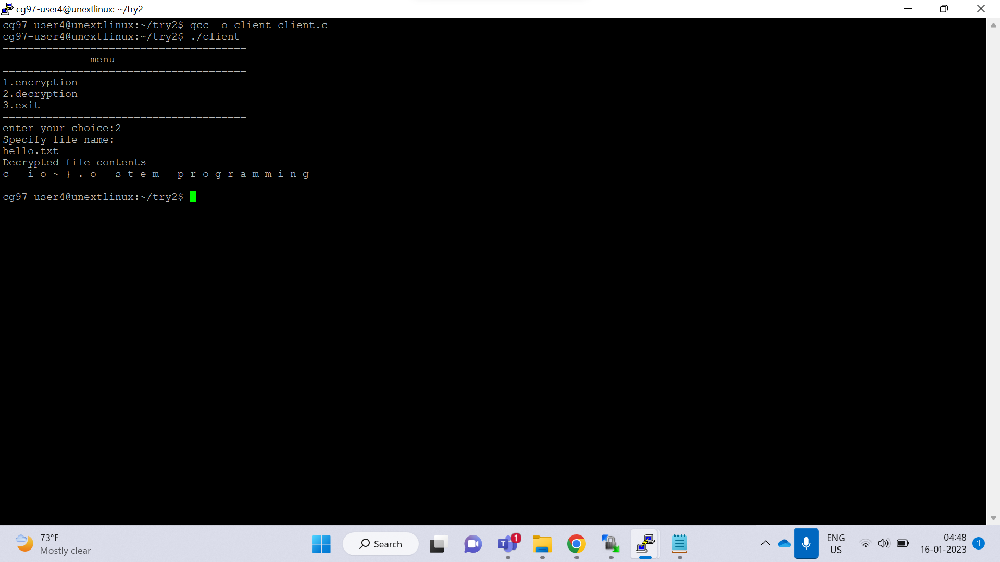 cg97-user4@unextlinux: ~/try2
cg97-user4@unextlinux:~/try2$ gcc -o client client.c
cg97-user4@unextlinux:~/try2$ ./client
=======================================
menu
=======================================
1.encryption
2.decryption
3.exit
=======================================
enter your choice:2
Specify file name:
hello.txt
Decrypted file contents
c   i o ~ } . o   s t e m   p r o g r a m m i n g
cg97-user4@unextlinux:~/try2$
73°F
Mostly clear
Search
T
1
ENG
US
04:48
16-01-2023
1